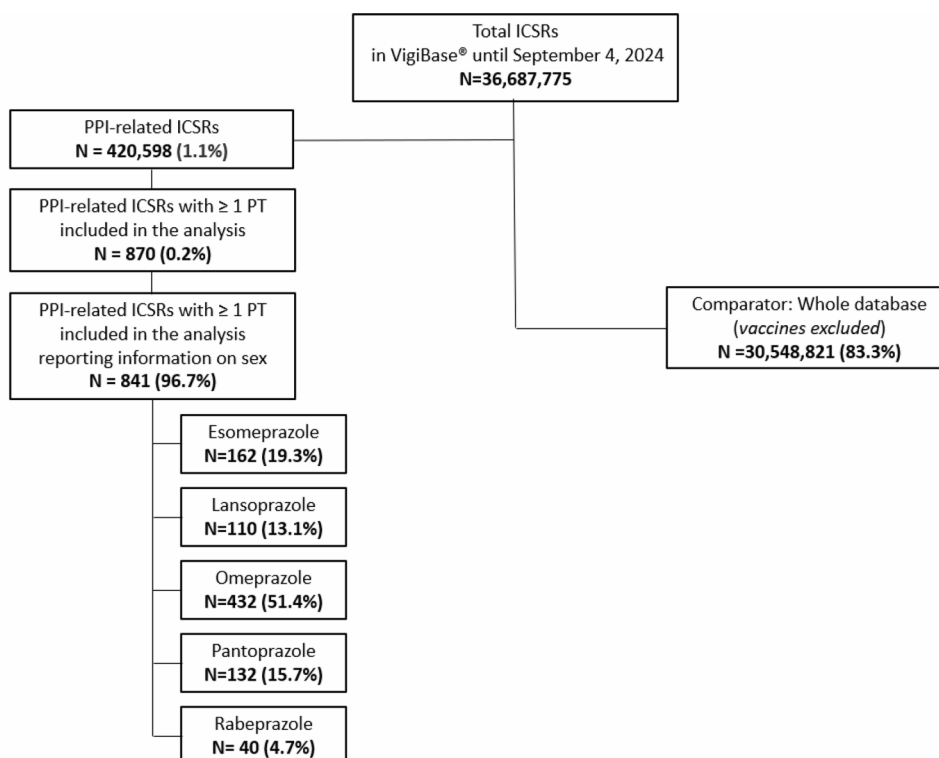 Total ICSRs
in VigiBase® until September 4, 2024
N=36,687,775
PPI-related ICSRs
N = 420,598 (1.1%)
PPI-related ICSRs with ≥ 1 PT
included in the analysis
N = 870 (0.2%)
PPI-related ICSRs with ≥ 1 PT
included in the analysis
reporting information on sex
N = 841 (96.7%)
Comparator: Whole database
(vaccines excluded)
N =30,548,821 (83.3%)
Esomeprazole
N=162 (19.3%)
Lansoprazole
N=110 (13.1%)
Omeprazole
N=432 (51.4%)
Pantoprazole
N=132 (15.7%)
Rabeprazole
N= 40 (4.7%)